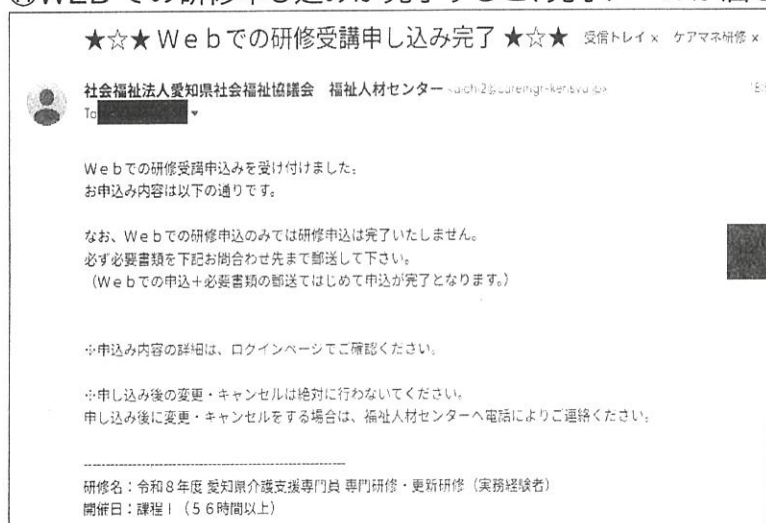 ★☆★Ｗｅｂでの研修受講申し込み完了★☆★ 受信トレイ × ケアマネ研修 ×
社会福祉法人愛知県社会福祉協議会　福祉人材センター
To
Ｗｅｂでの研修受講申込みを受け付けました。
お申込み内容は以下の通りです。
なお、Ｗｅｂでの研修申込のみでは研修申込は完了いたしません。
必ず必要書類を下記お問合わせ先まで郵送して下さい。
（Ｗｅｂでの申込＋必要書類の郵送ではじめて申込が完了となります。）
※申込み内容の詳細は、ログインページでご確認ください。
※申し込み後の変更・キャンセルは絶対に行わないでください。
申し込み後に変更・キャンセルをする場合は、福祉人材センターへ電話によりご連絡ください。
------------------------------------------------------------
研修名：令和８年度 愛知県介護支援専門員 専門研修・更新研修（実務経験者）
開催日：課程Ⅰ（５６時間以上）